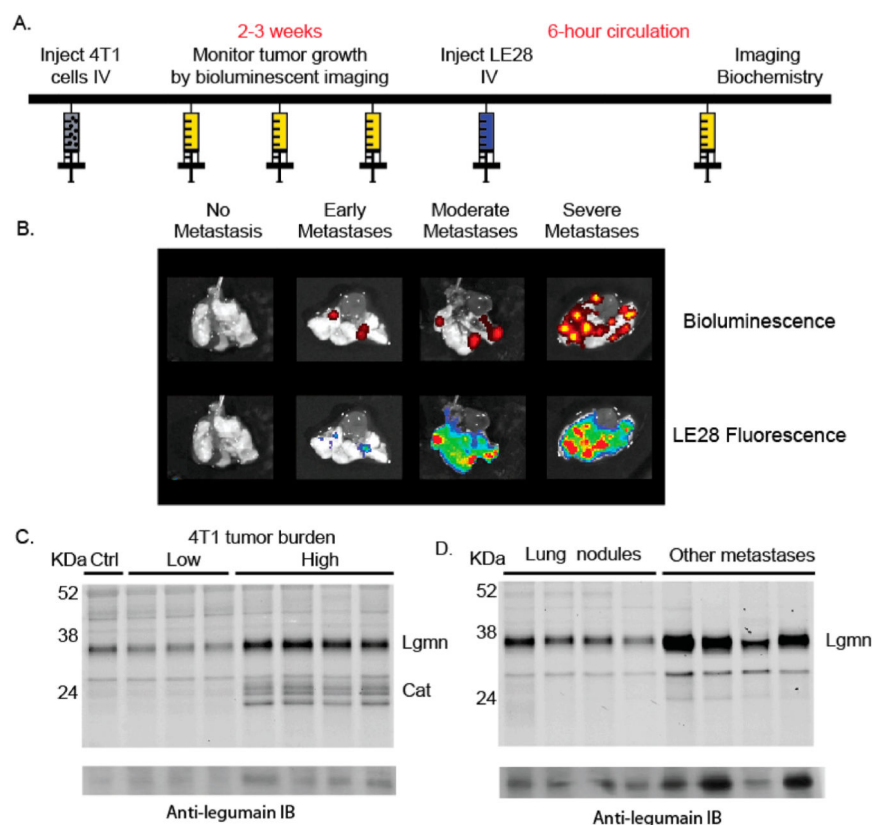 A.
2-3 weeks
6-hour circulation
Inject 4T1
cells IV
Monitor tumor growth
by bioluminescent imaging
Inject LE28
IV
Imaging
Biochemistry
B.
No
Metastasis
Early
Metastases
Moderate
Metastases
Severe
Metastases
Bioluminescence
LE28 Fluorescence
C.
4T1 tumor burden
KDa
Ctrl
Low
High
52
38
24
Lgmn
Cat
Anti-legumain IB
D.
KDa
Lung nodules
Other metastases
52
38
24
Lgmn
Anti-legumain IB